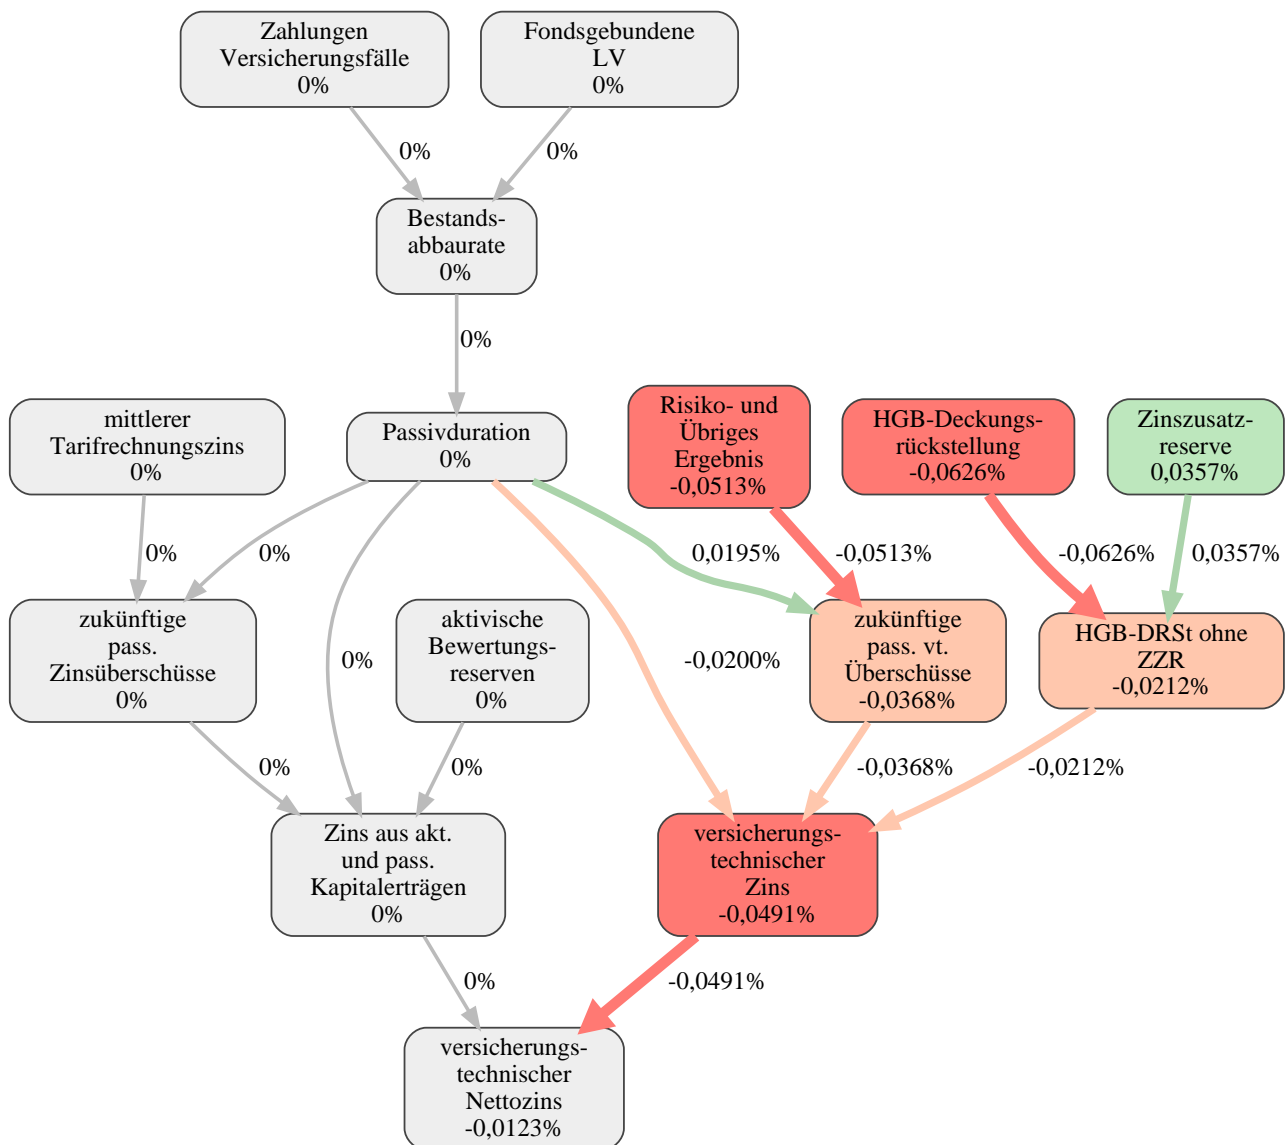 Zahlungen
Versicherungsfälle
0%
Fondsgebundene
LV
0%
0%
0%
Bestands-
abbaurate
0%
0%
mittlerer
Tarifrechnungszins
0%
Passivduration
0%
Risiko- und
Übriges
Ergebnis
-0,0513%
HGB-Deckungs-
rückstellung
-0,0626%
Zinszusatz-
reserve
0,0357%
0%
0%
0,0195%
-0,0513%
-0,0626%
0,0357%
zukünftige
pass.
Zinsüberschüsse
0%
0%
aktivische
Bewertungs-
reserven
0%
-0,0200%
zukünftige
pass. vt.
Überschüsse
-0,0368%
HGB-DRSt ohne
ZZR
-0,0212%
0%
0%
-0,0368%
-0,0212%
Zins aus akt.
und pass.
Kapitalerträgen
0%
versicherungs-
technischer
Zins
-0,0491%
0%
-0,0491%
versicherungs-
technischer
Nettozins
-0,0123%